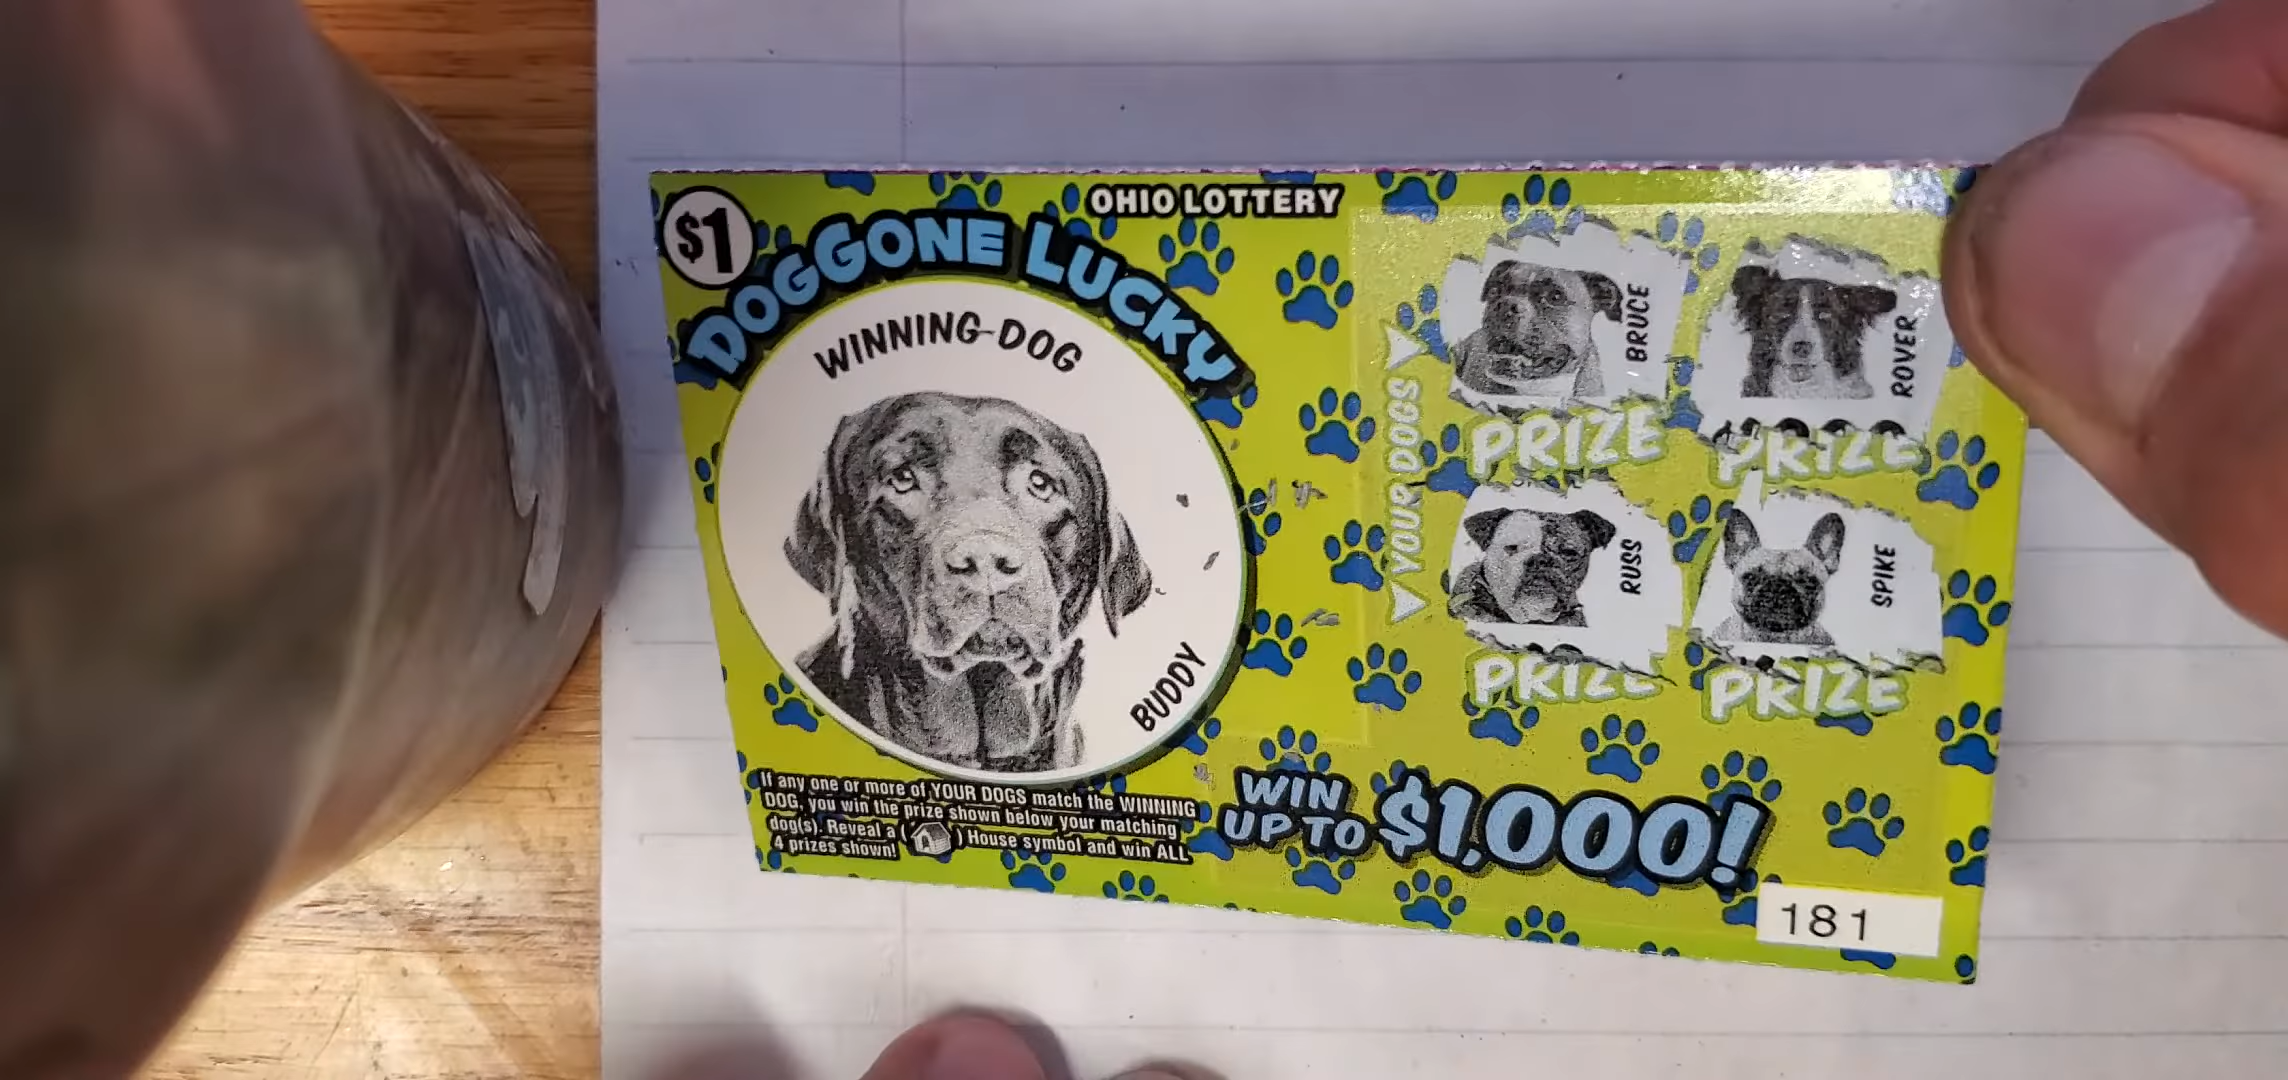 $1
OHIO LOTTERY
DOGGONE LUCKY
WINNING DOG
BUDDY
YOUR DOGS
BRUCE
ROVER
PRIZE
PRIZE
RUSS
SPIKE
PRIZE
PRIZE
If any one or more of YOUR DOGS match the WINNING
DOG, you win the prize shown below your matching
dog(s). Reveal a ( ) House symbol and win ALL
4 prizes shown!
WIN
UP TO $1,000!
181